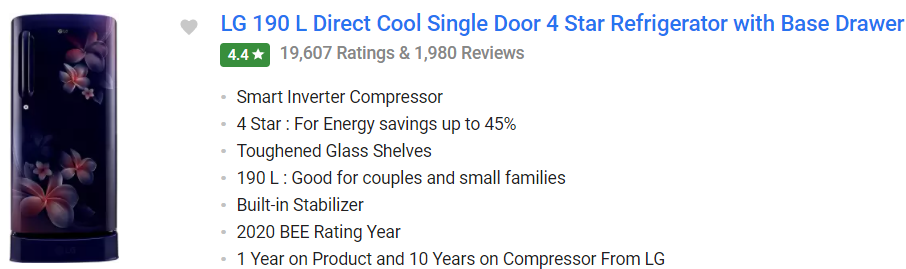 LG 190 L Direct Cool Single Door 4 Star Refrigerator with Base Drawer
4.4★ 19,607 Ratings & 1,980 Reviews
• Smart Inverter Compressor
• 4 Star : For Energy savings up to 45%
• Toughened Glass Shelves
• 190 L : Good for couples and small families
• Built-in Stabilizer
• 2020 BEE Rating Year
• 1 Year on Product and 10 Years on Compressor From LG